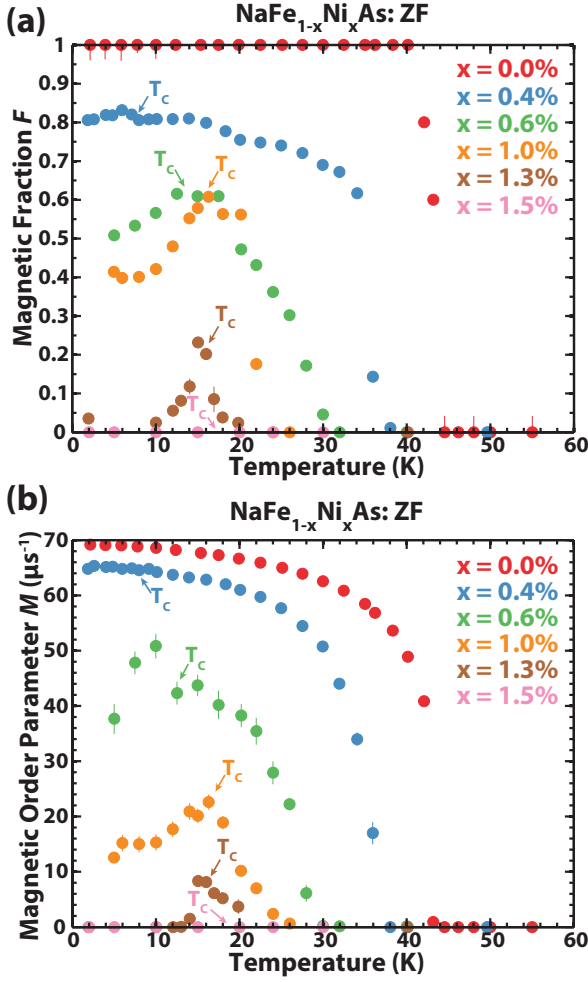 (a)
NaFe1-xNixAs: ZF
Magnetic Fraction F
1
0.9
0.8
0.7
0.6
0.5
0.4
0.3
0.2
0.1
0
x = 0.0%
x = 0.4%
x = 0.6%
x = 1.0%
x = 1.3%
x = 1.5%
Tc
Tc
Tc
Tc
Tc
0 10 20 30 40 50 60
Temperature (K)
(b)
NaFe1-xNixAs: ZF
Magnetic Order Parameter M (μs-1)
70
60
50
40
30
20
10
0
x = 0.0%
x = 0.4%
x = 0.6%
x = 1.0%
x = 1.3%
x = 1.5%
Tc
Tc
Tc
Tc
Tc
0 10 20 30 40 50 60
Temperature (K)